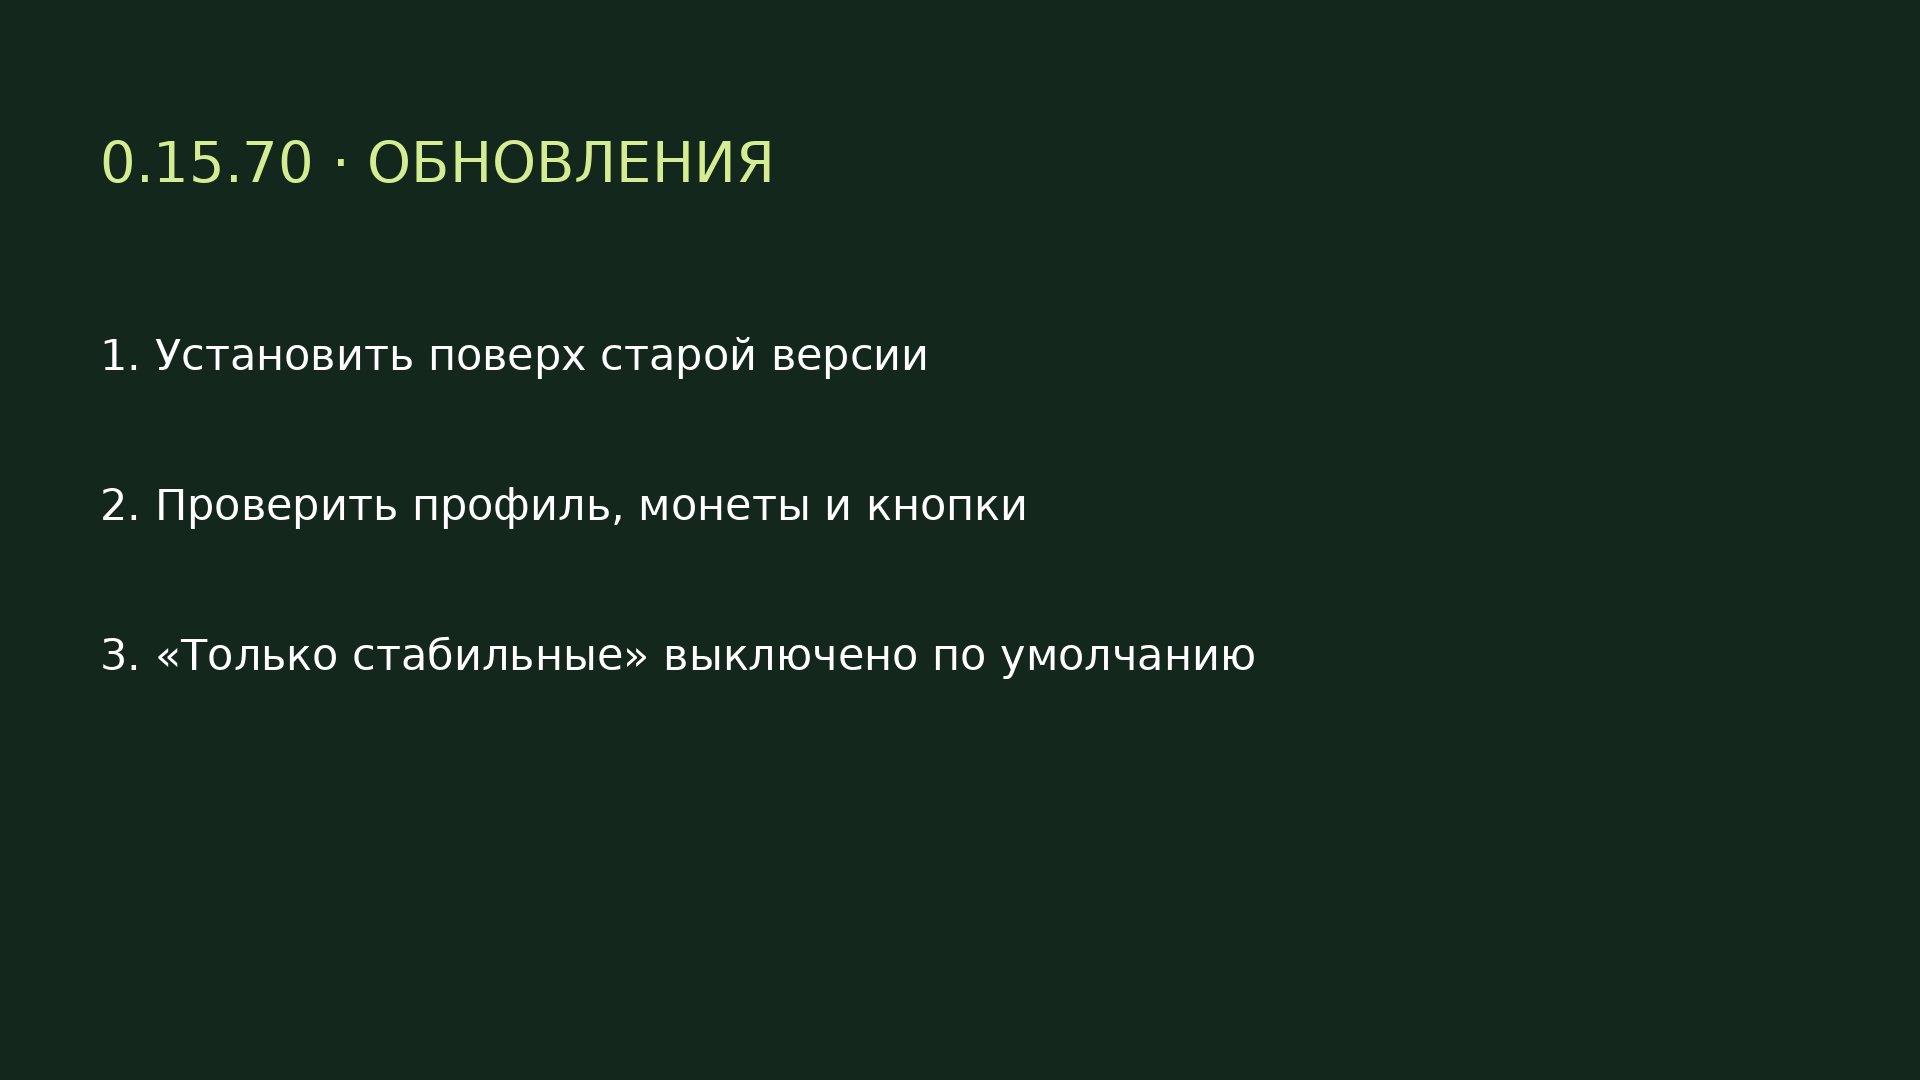 0.15.70 · ОБНОВЛЕНИЯ
1. Установить поверх старой версии
2. Проверить профиль, монеты и кнопки
3. «Только стабильные» выключено по умолчанию